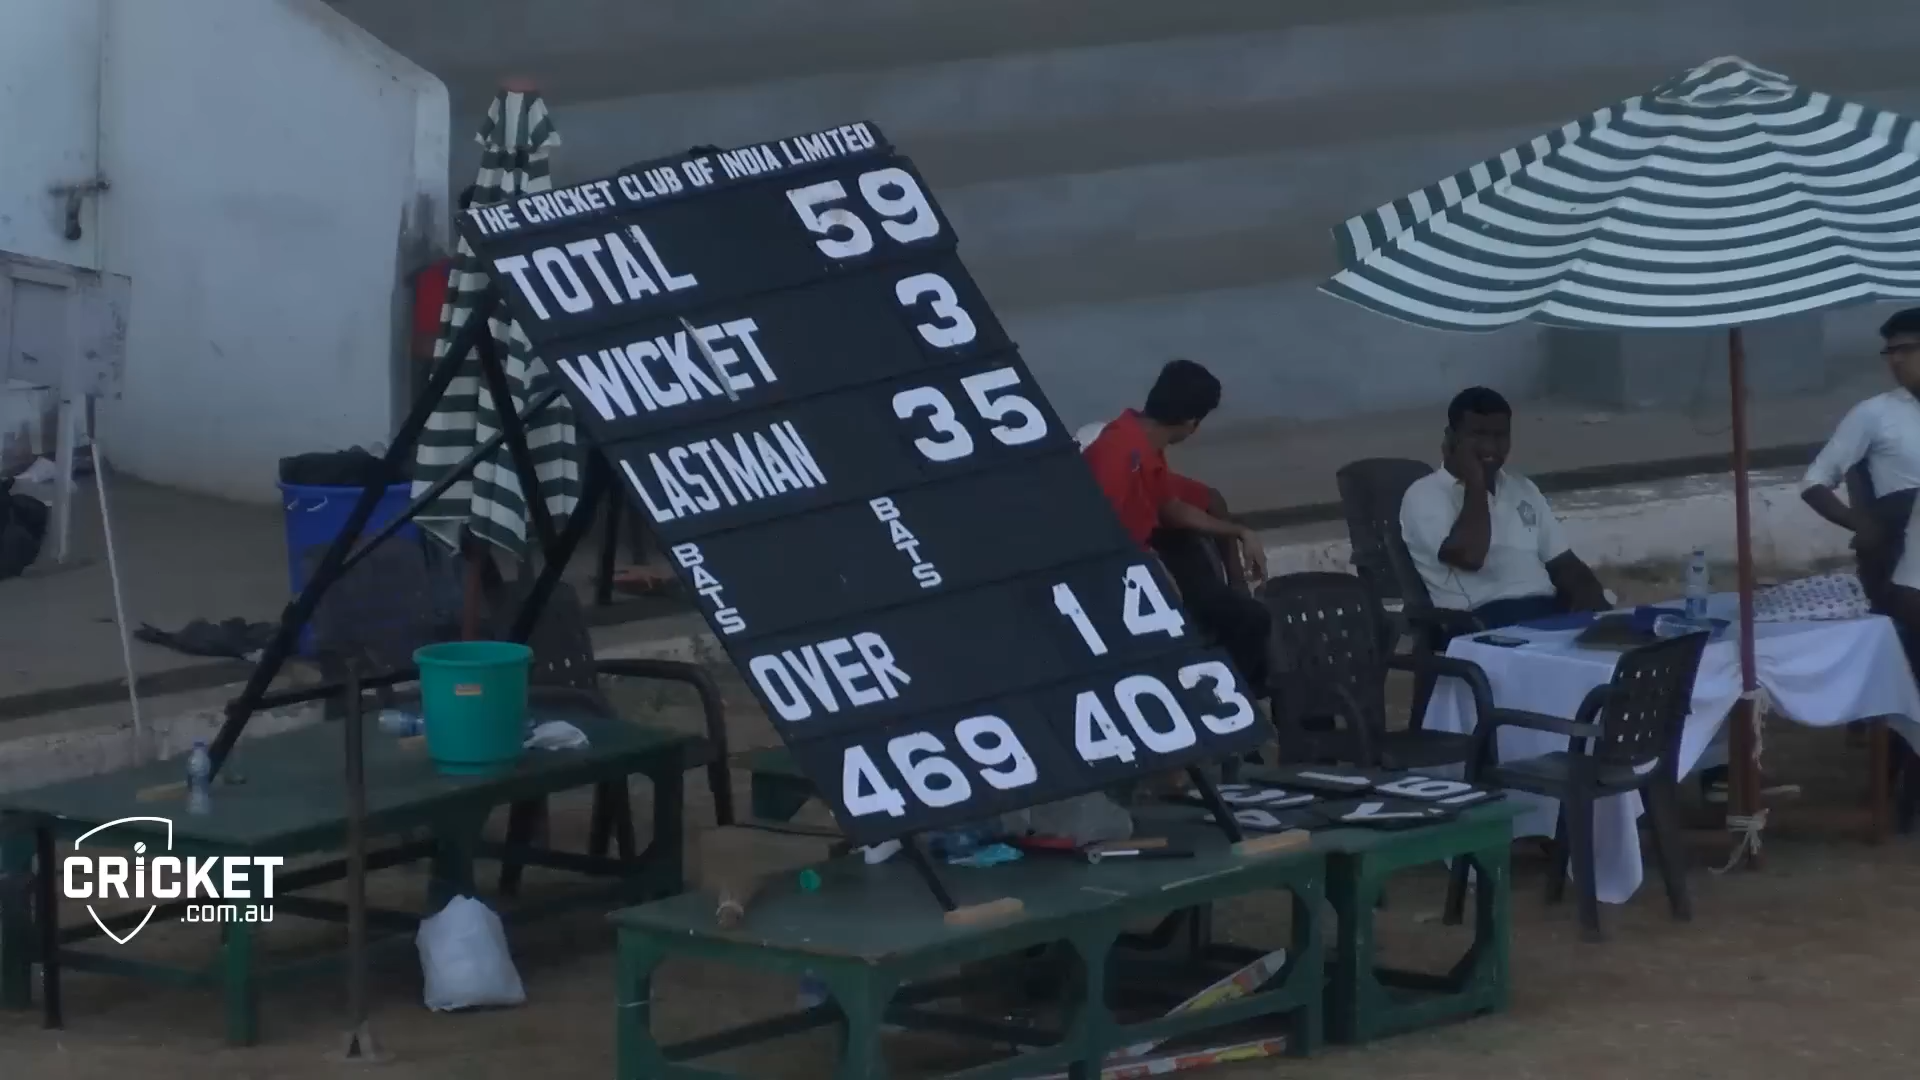 THE CRICKET CLUB OF INDIA LIMITED
TOTAL 59
WICKET 3
LASTMAN 35
BATS BATS
OVER 14
469 403
CRICKET
.com.au